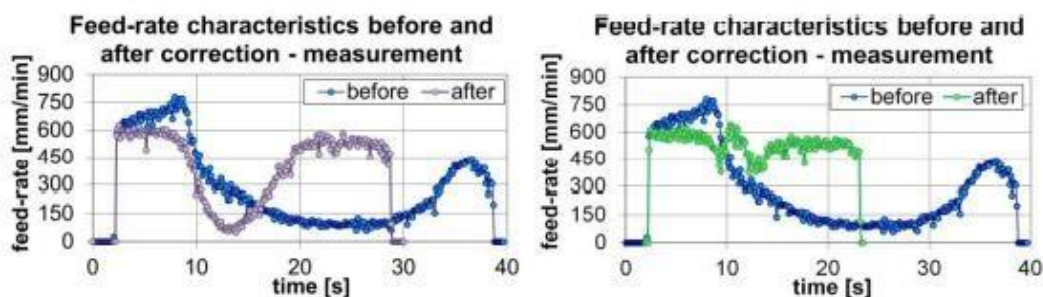 Feed-rate characteristics before and
after correction - measurement
900
750
600
450
300
150
0
feed-rate [mm/min]
before
after
0
10
20
30
40
time [s]
Feed-rate characteristics before and
after correction - measurement
900
750
600
450
300
150
0
feed-rate [mm/min]
before
after
0
10
20
30
40
time [s]